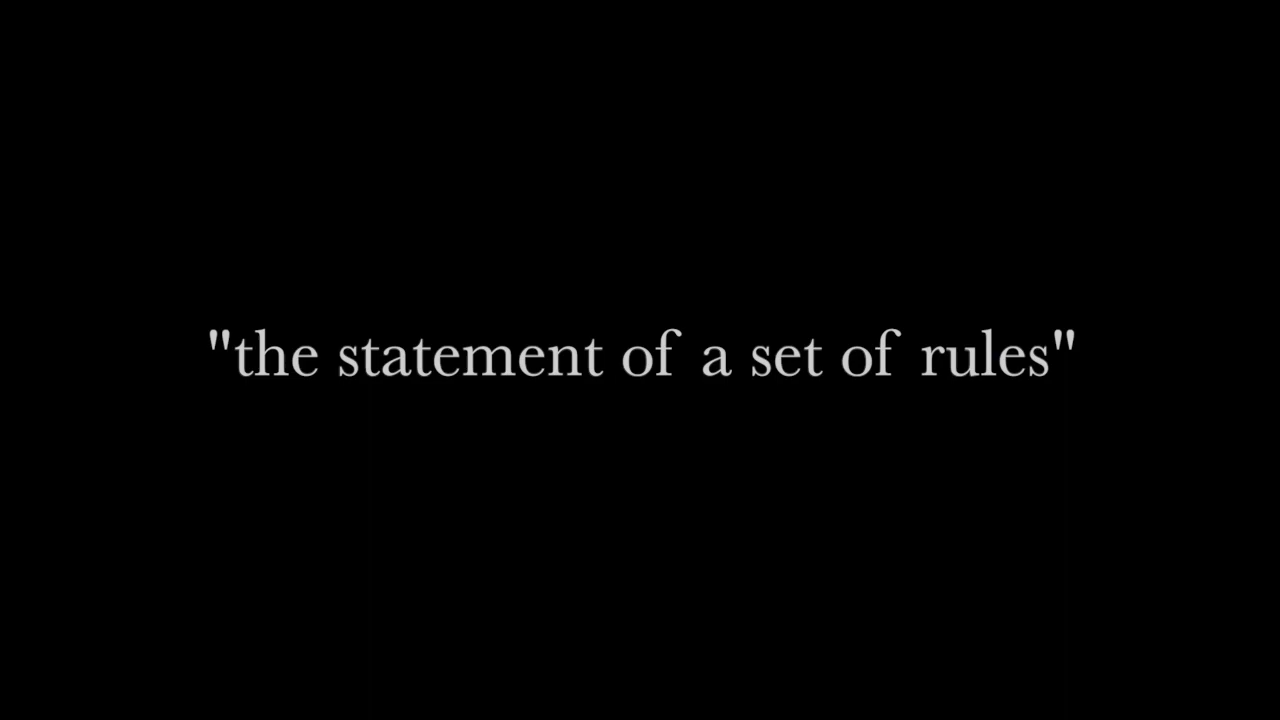 "the statement of a set of rules"